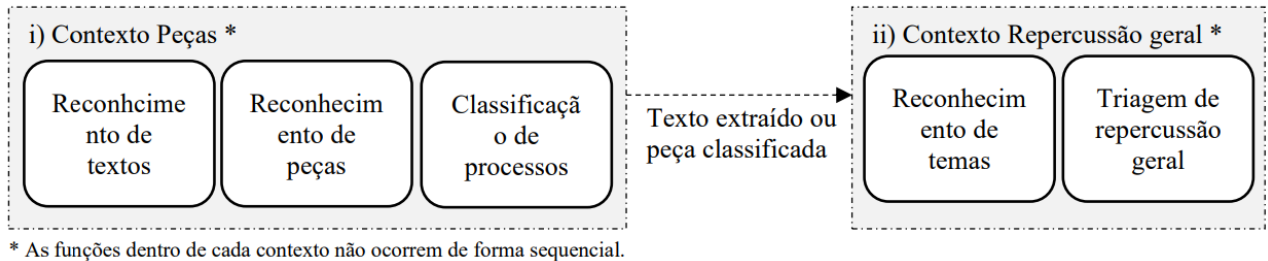 i) Contexto Peças *
Reconhcime
nto de
textos
Reconhecim
ento de
peças
Classificaçã
o de
processos
Texto extraído ou
peça classificada
ii) Contexto Repercussão geral *
Reconhecim
ento de
temas
Triagem de
repercussão
geral
* As funções dentro de cada contexto não ocorrem de forma sequencial.